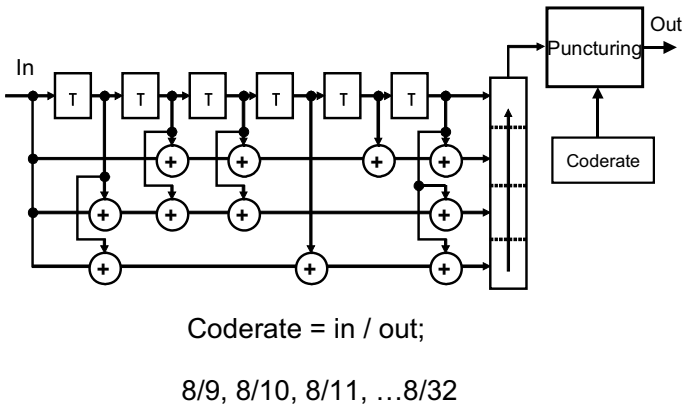 Out
Puncturing
In
T T T T T T
+ + + +
Coderate
+ + + +
+ + +
Coderate = in / out;
8/9, 8/10, 8/11, …8/32